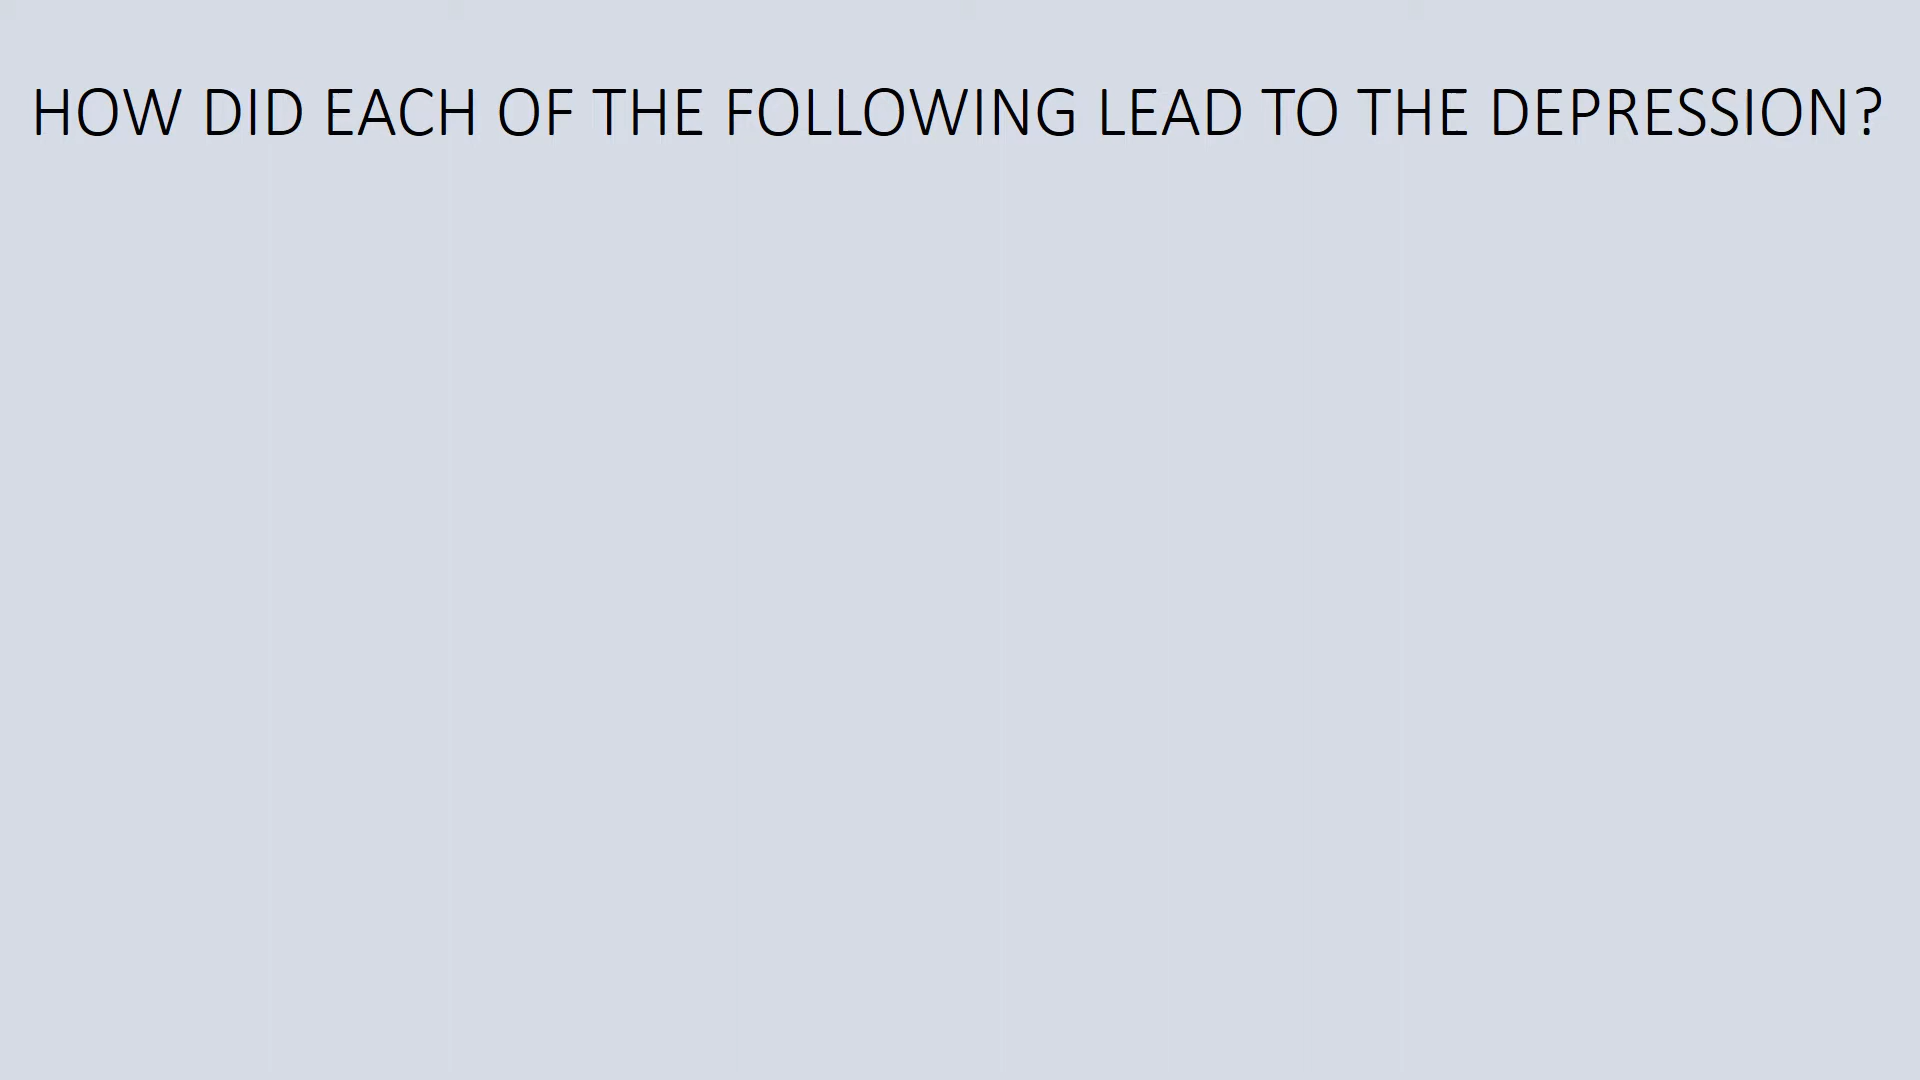 HOW DID EACH OF THE FOLLOWING LEAD TO THE DEPRESSION?